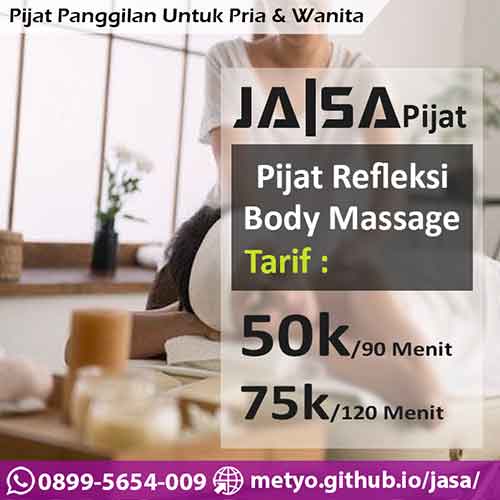 Pijat Panggilan Untuk Pria & Wanita
JA|SA Pijat
Pijat Refleksi
Body Massage
Tarif :
50k/90 Menit
75k/120 Menit
0899-5654-009 metyo.github.io/jasa/